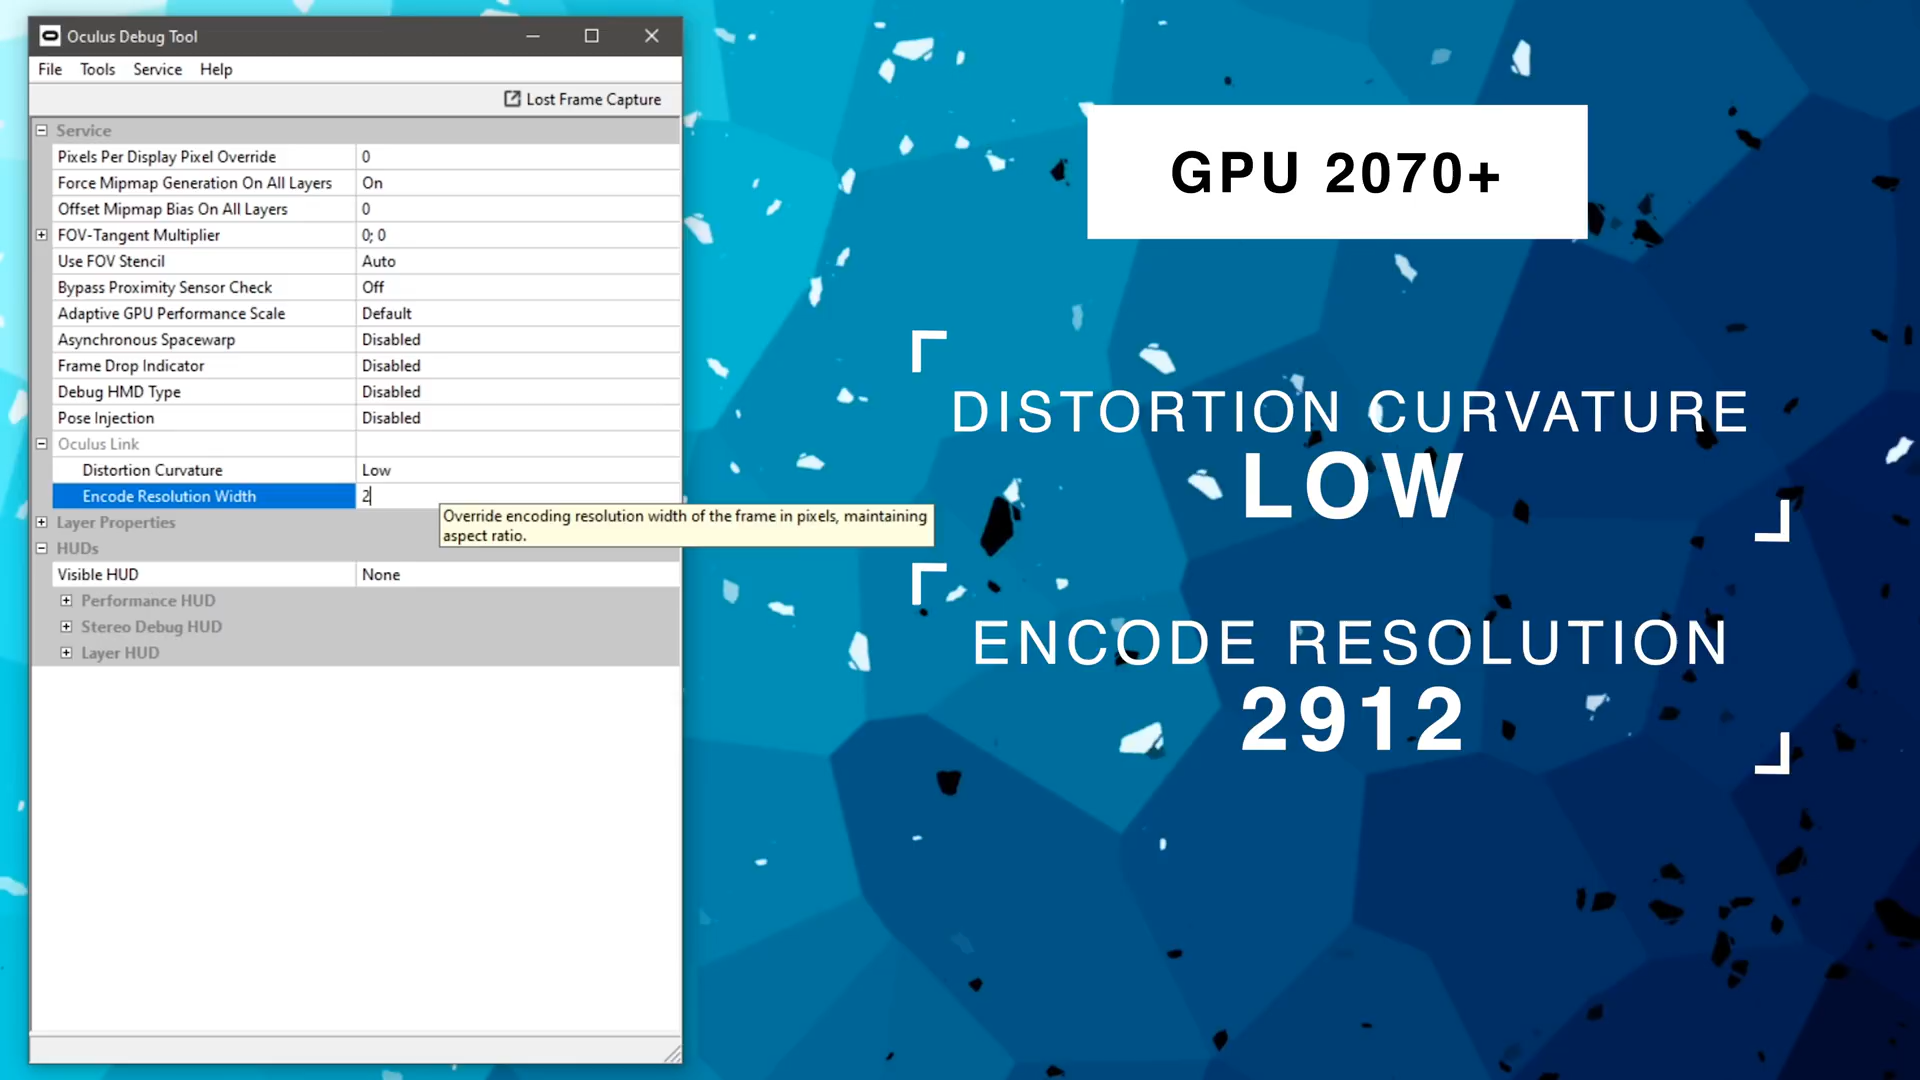 Oculus Debug Tool
File Tools Service Help
Lost Frame Capture
Service
Pixels Per Display Pixel Override 0
Force Mipmap Generation On All Layers On
Offset Mipmap Bias On All Layers 0
FOV-Tangent Multiplier 0; 0
Use FOV Stencil Auto
Bypass Proximity Sensor Check Off
Adaptive GPU Performance Scale Default
Asynchronous Spacewarp Disabled
Frame Drop Indicator Disabled
Debug HMD Type Disabled
Pose Injection Disabled
Oculus Link
Distortion Curvature Low
Encode Resolution Width 2
Override encoding resolution width of the frame in pixels, maintaining
aspect ratio.
Layer Properties
HUDs
Visible HUD None
Performance HUD
Stereo Debug HUD
Layer HUD
GPU 2070+
DISTORTION CURVATURE
LOW
ENCODE RESOLUTION
2912